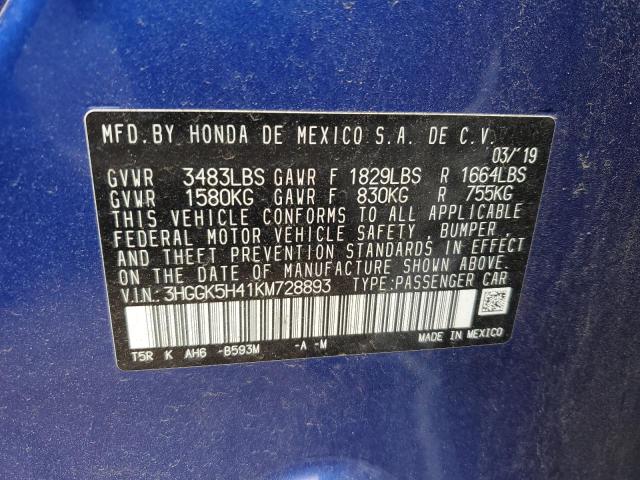 MFD. BY HONDA DE MEXICO S.A. DE C.V.
03/19
GVWR 3483LBS GAWR F 1829LBS R 1664LBS
GVWR 1580KG GAWR F 830KG R 755KG
THIS VEHICLE CONFORMS TO ALL APPLICABLE
FEDERAL MOTOR VEHICLE SAFETY, BUMPER,
AND THEFT PREVENTION STANDARDS IN EFFECT
ON THE DATE OF MANUFACTURE SHOWN ABOVE.
V.IN.: 3HGGK5H41KM728893 TYPE:PASSENGER CAR
T5R K AH6 -B593M -A -M MADE IN MEXICO